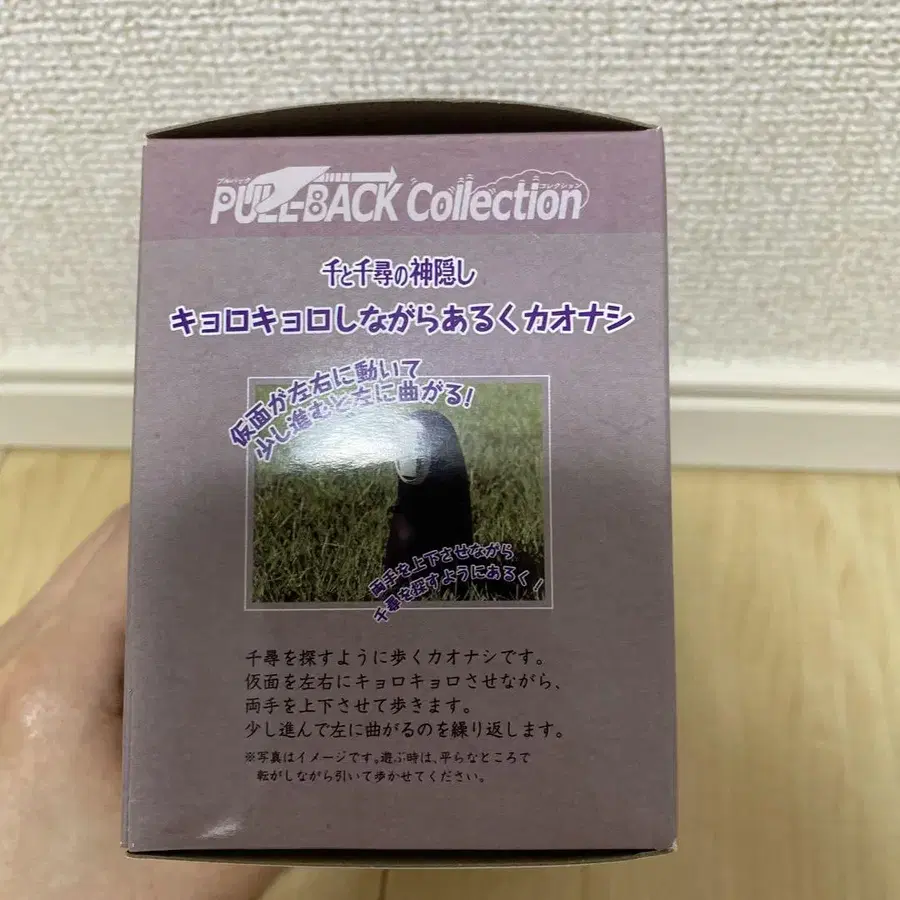 プルバック
コレクション
PULL-BACK Collection
千と千尋の神隠し
キョロキョロしながらあるくカオナシ
仮面が左右に動いて
少し進むと左に曲がる!
両手を上下させながら、
千尋を探すようにあるく!
千尋を探すように歩くカオナシです。
仮面を左右にキョロキョロさせながら、
両手を上下させて歩きます。
少し進んで左に曲がるのを繰り返します。
※写真はイメージです。遊ぶ時は、平らなところで
転がしながら引いて歩かせてください。